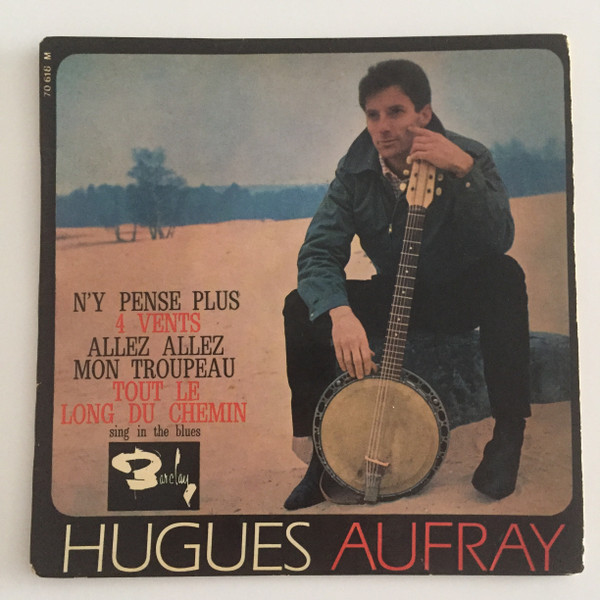 70 618 M
N'Y PENSE PLUS
4 VENTS
ALLEZ ALLEZ
MON TROUPEAU
TOUT LE
LONG DU CHEMIN
sing in the blues
Barclay
HUGUES AUFRAY